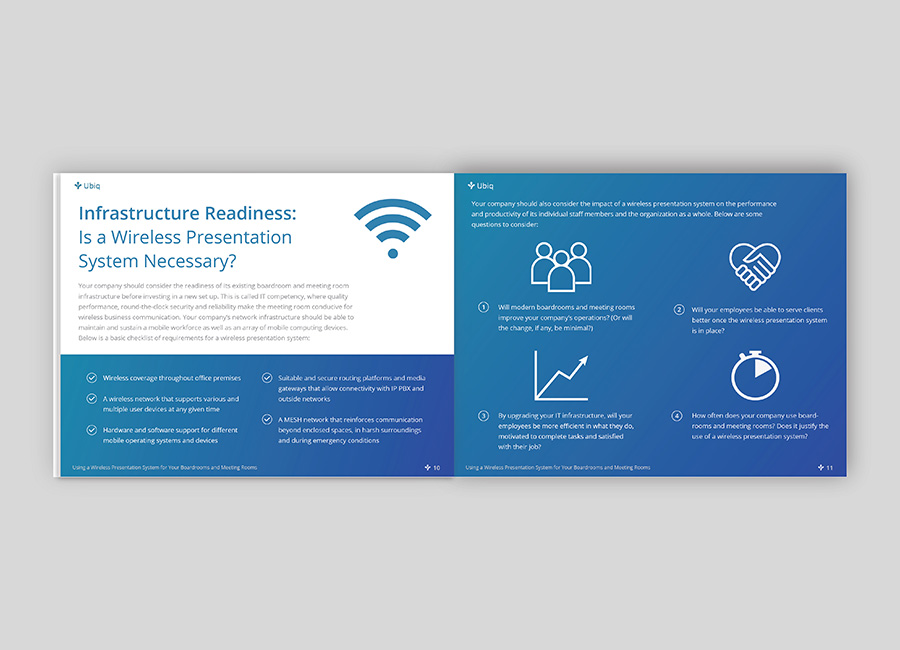 Ubiq
Infrastructure Readiness:
Is a Wireless Presentation
System Necessary?
Your company should consider the readiness of its existing boardroom and meeting room
infrastructure before investing in a new set up. This is called IT competency, where quality
performance, round-the-clock security and reliability make the meeting room conducive for
wireless business communication. Your company's network infrastructure should be able to
maintain and sustain a mobile workforce as well as an array of mobile computing devices.
Below is a basic checklist of requirements for a wireless presentation system:
Wireless coverage throughout office premises
A wireless network that supports various and
multiple user devices at any given time
Hardware and software support for different
mobile operating systems and devices
Suitable and secure routing platforms and media
gateways that allow connectivity with IP PBX and
outside networks
A MESH network that reinforces communication
beyond enclosed spaces, in harsh surroundings
and during emergency conditions
Using a Wireless Presentation System for Your Boardrooms and Meeting Rooms
10
Ubiq
Your company should also consider the impact of a wireless presentation system on the performance
and productivity of its individual staff members and the organization as a whole. Below are some
questions to consider:
1
Will modern boardrooms and meeting rooms
improve your company's operations? (Or will
the change, if any, be minimal?)
2
Will your employees be able to serve clients
better once the wireless presentation system
is in place?
3
By upgrading your IT infrastructure, will your
employees be more efficient in what they do,
motivated to complete tasks and satisfied
with their job?
4
How often does your company use board-
rooms and meeting rooms? Does it justify the
use of a wireless presentation system?
Using a Wireless Presentation System for Your Boardrooms and Meeting Rooms
11